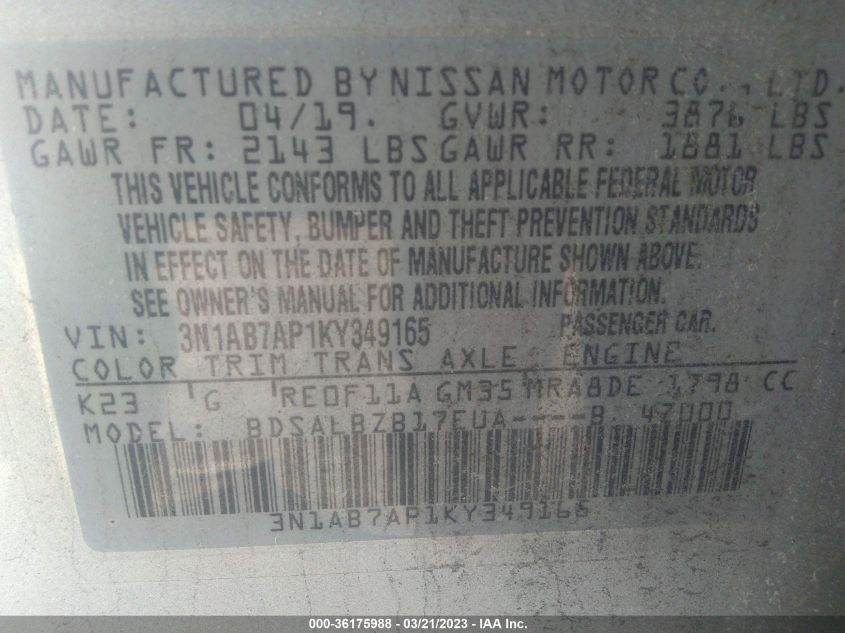 MANUFACTURED BY NISSAN MOTOR CO., LTD.
DATE: 04/19. GVWR: 3876 LBS
GAWR FR: 2143 LBS GAWR RR: 1881 LBS
THIS VEHICLE CONFORMS TO ALL APPLICABLE FEDERAL MOTOR
VEHICLE SAFETY, BUMPER AND THEFT PREVENTION STANDARDS
IN EFFECT ON THE DATE OF MANUFACTURE SHOWN ABOVE.
SEE OWNER'S MANUAL FOR ADDITIONAL INFORMATION.
VIN: 3N1AB7AP1KY349165 PASSENGER CAR.
COLOR TRIM TRANS AXLE ENGINE
K23 G RE0F11A GM35 MRA8DE 1798 CC
MODEL: BDSALBZB17EUA----B 47000
3N1AB7AP1KY349165
000-36175988 - 03/21/2023 - IAAI.com